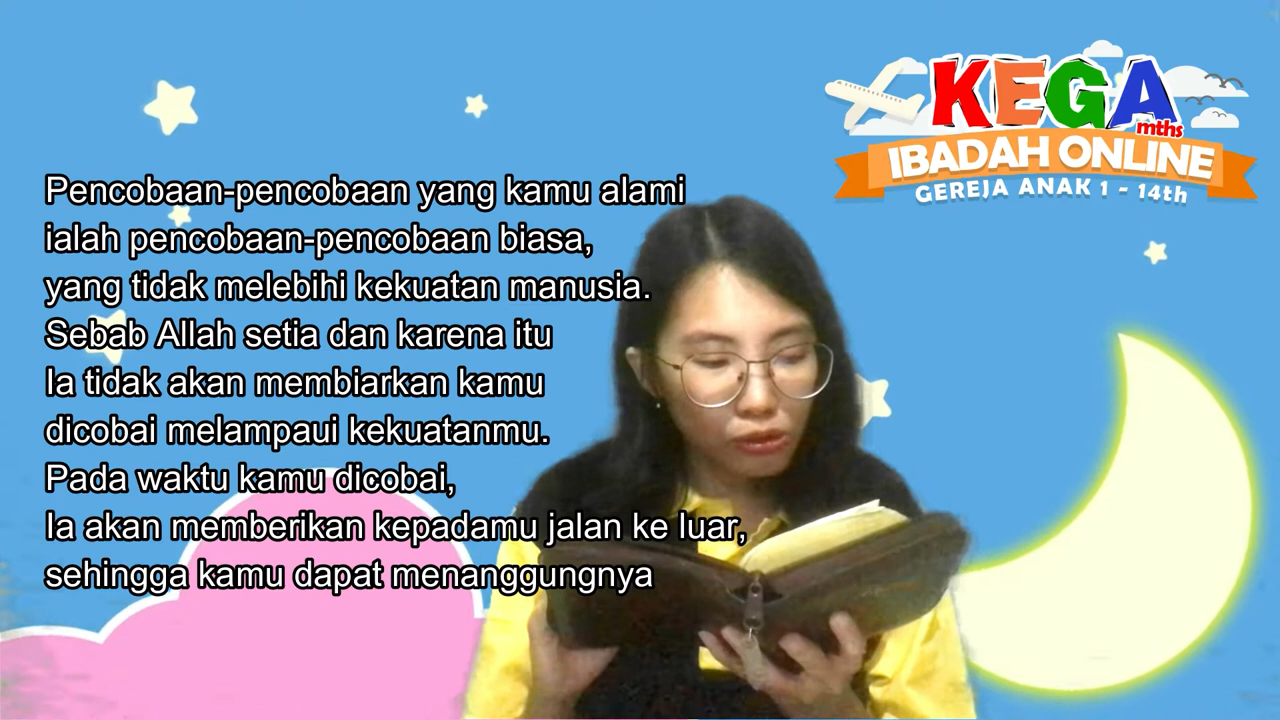 KEGA
mths
IBADAH ONLINE
GEREJA ANAK 1 - 14th
Pencobaan-pencobaan yang kamu alami
ialah pencobaan-pencobaan biasa,
yang tidak melebihi kekuatan manusia.
Sebab Allah setia dan karena itu
Ia tidak akan membiarkan kamu
dicobai melampaui kekuatanmu.
Pada waktu kamu dicobai,
Ia akan memberikan kepadamu jalan ke luar,
sehingga kamu dapat menanggungnya